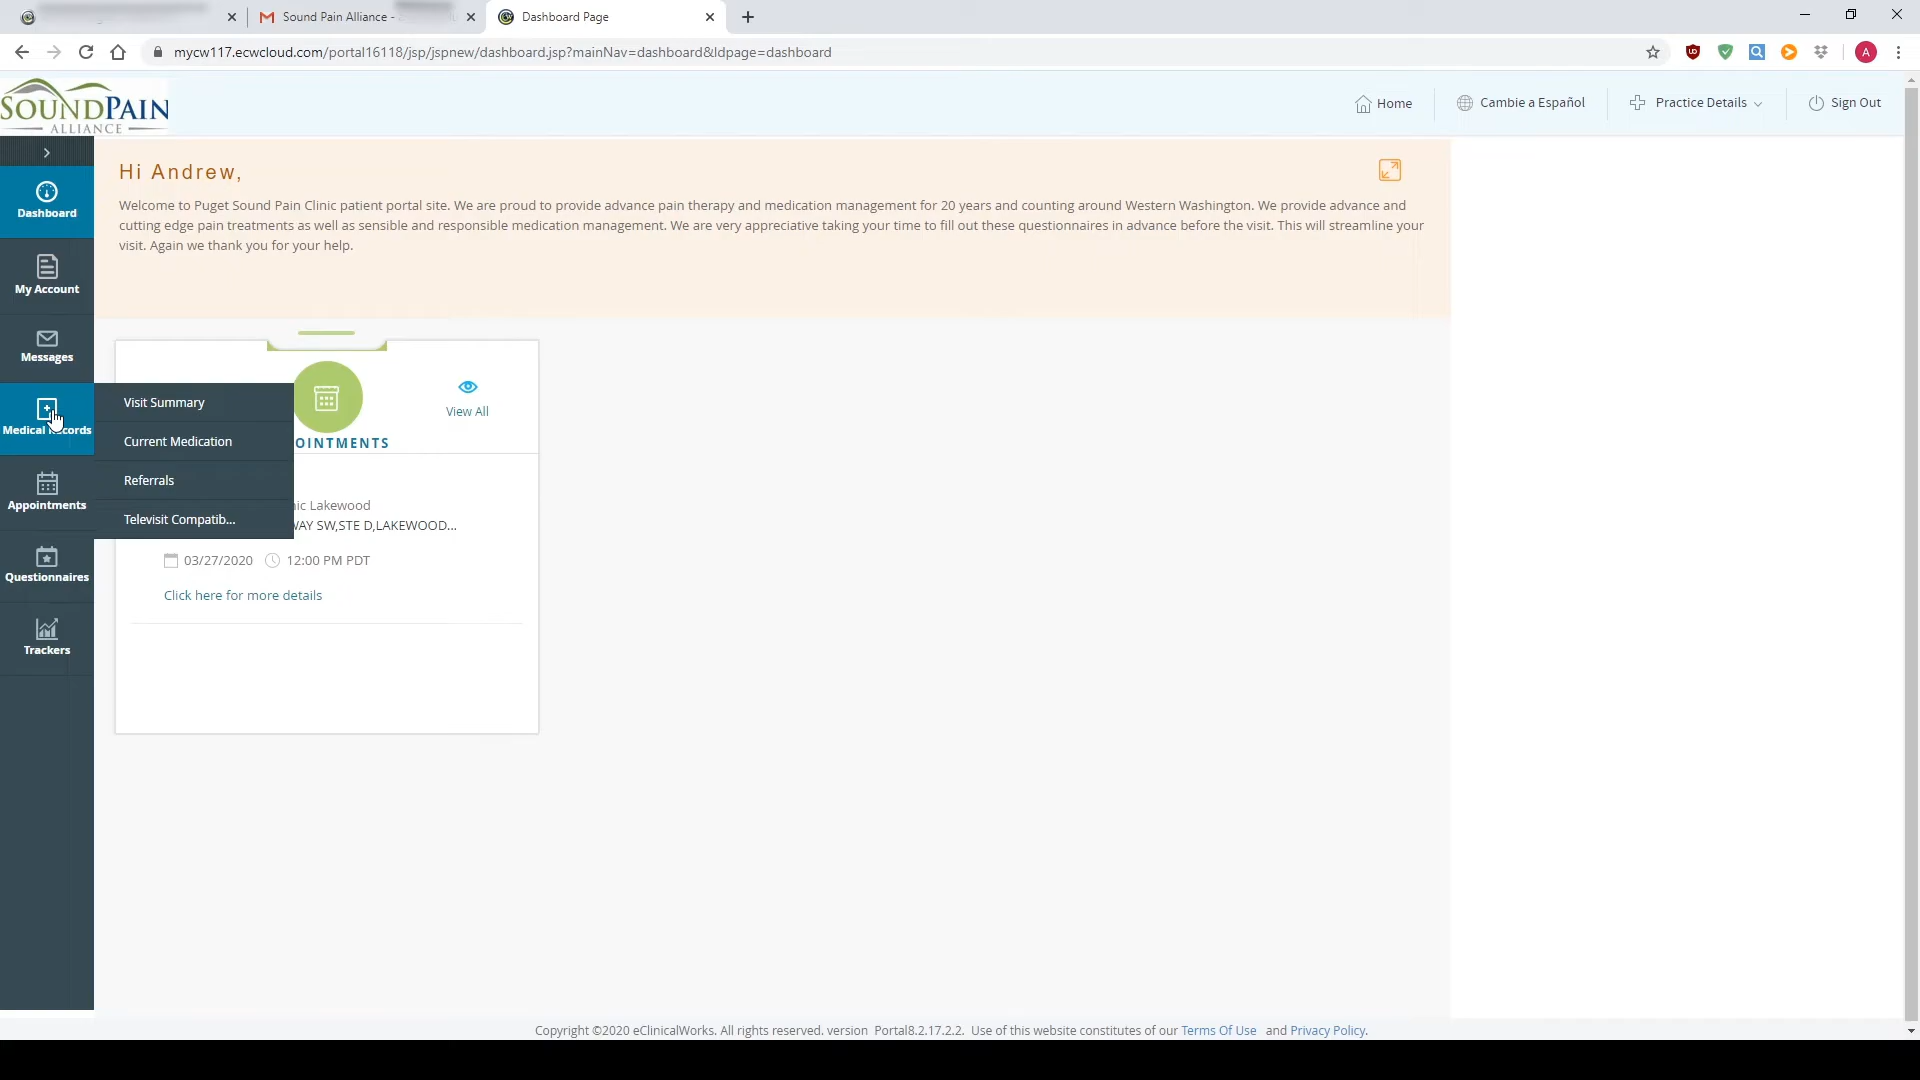 Sound Pain Alliance -
Dashboard Page
mycw117.ecwcloud.com/portal16118/jsp/jspnew/dashboard.jsp?mainNav=dashboard&ldpage=dashboard
A
SOUNDPAIN
ALLIANCE
Home
Cambie a Español
Practice Details
Sign Out
Hi Andrew,
Welcome to Puget Sound Pain Clinic patient portal site. We are proud to provide advance pain therapy and medication management for 20 years and counting around Western Washington. We provide advance and
cutting edge pain treatments as well as sensible and responsible medication management. We are very appreciative taking your time to fill out these questionnaires in advance before the visit. This will streamline your
visit. Again we thank you for your help.
Dashboard
My Account
Messages
Medical
Appointments
Questionnaires
Trackers
Visit Summary
Current Medication
Referrals
Televisit Compatib...
View All
OINTMENTS
nic Lakewood
WAY SW,STE D,LAKEWOOD...
03/27/2020 12:00 PM PDT
Click here for more details
Copyright ©2020 eClinicalWorks. All rights reserved. version Portal8.2.17.2.2. Use of this website constitutes of our Terms Of Use and Privacy Policy.